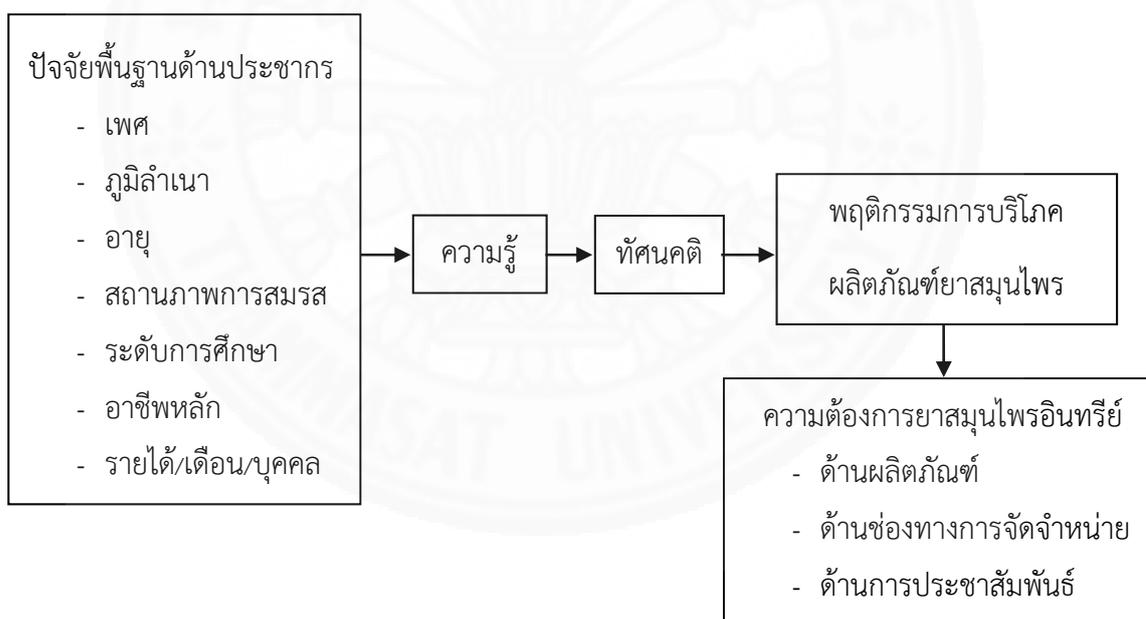 ปัจจัยพื้นฐานด้านประชากร
- เพศ
- ภูมิลำเนา
- อายุ
- สถานภาพการสมรส
- ระดับการศึกษา
- อาชีพหลัก
- รายได้/เดือน/บุคคล
ความรู้
ทัศนคติ
พฤติกรรมการบริโภค
ผลิตภัณฑ์ยาสมุนไพร
ความต้องการยาสมุนไพรอินทรีย์
- ด้านผลิตภัณฑ์
- ด้านช่องทางการจัดจำหน่าย
- ด้านการประชาสัมพันธ์